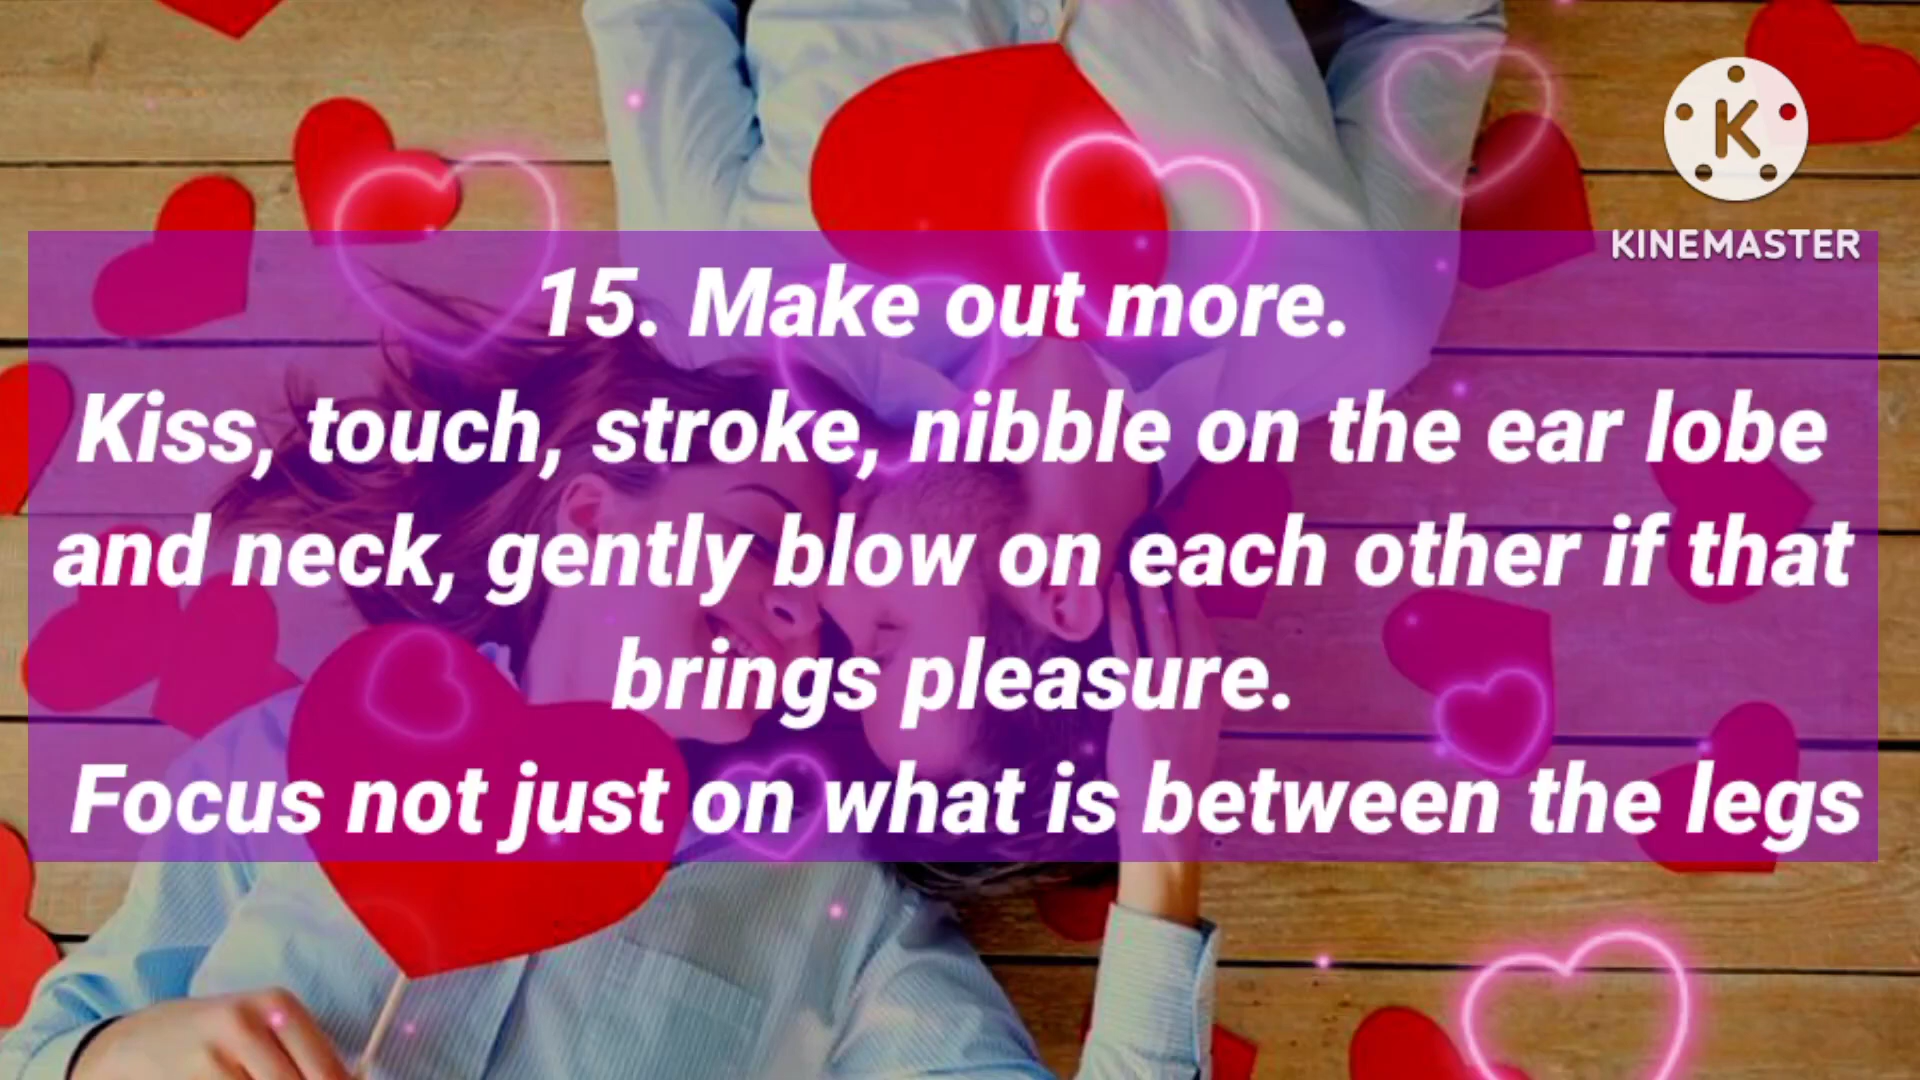 K
KINEMASTER
15. Make out more.
Kiss, touch, stroke, nibble on the ear lobe
and neck, gently blow on each other if that
brings pleasure.
Focus not just on what is between the legs